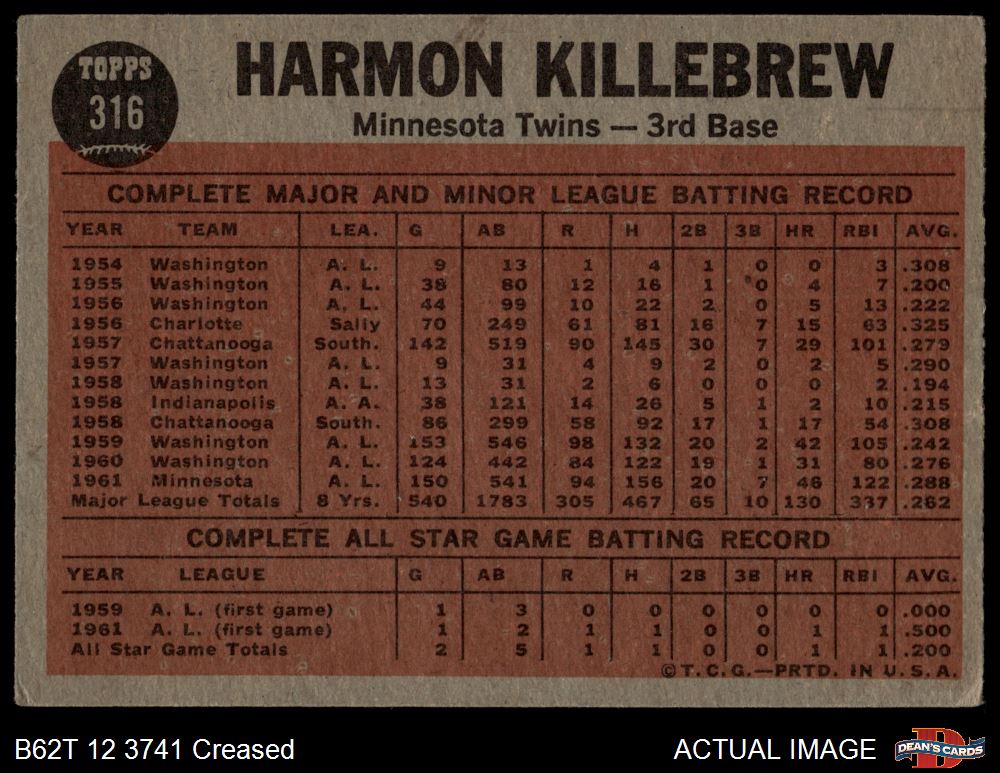 TOPPS
316
HARMON KILLEBREW
Minnesota Twins — 3rd Base
COMPLETE MAJOR AND MINOR LEAGUE BATTING RECORD
YEAR TEAM LEA. G AB R H 2B 3B HR RBI AVG.
1954 Washington A. L. 9 13 1 4 1 0 0 3 .308
1955 Washington A. L. 38 80 12 16 1 0 4 7 .200
1956 Washington A. L. 44 99 10 22 2 0 5 13 .222
1956 Charlotte Sally 70 249 61 81 16 7 15 63 .325
1957 Chattanooga South. 142 519 90 145 30 7 29 101 .279
1957 Washington A. L. 9 31 4 9 2 0 2 5 .290
1958 Washington A. L. 13 31 2 6 0 0 0 2 .194
1958 Indianapolis A. A. 38 121 14 26 5 1 2 10 .215
1958 Chattanooga South. 86 299 58 92 17 1 17 54 .308
1959 Washington A. L. 153 546 98 132 20 2 42 105 .242
1960 Washington A. L. 124 442 84 122 19 1 31 80 .276
1961 Minnesota A. L. 150 541 94 156 20 7 46 122 .288
Major League Totals 8 Yrs. 540 1783 305 467 65 10 130 337 .262
COMPLETE ALL STAR GAME BATTING RECORD
YEAR LEAGUE G AB R H 2B 3B HR RBI AVG.
1959 A. L. (first game) 1 3 0 0 0 0 0 0 .000
1961 A. L. (first game) 1 2 1 1 0 0 1 1 .500
All Star Game Totals 2 5 1 1 0 0 1 1 .200
© T. C. G.—PRTD. IN U. S. A.
B62T 12 3741 Creased
ACTUAL IMAGE
D
DEAN'S CARDS